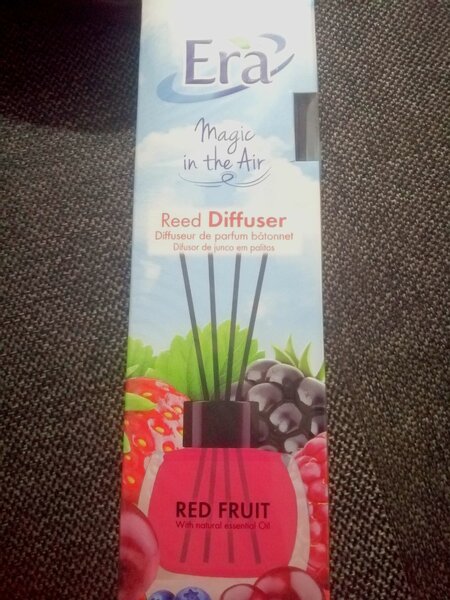 Era
Magic
in the Air
Reed Diffuser
Diffuseur de parfum bâtonnet
Difusor de junco em palitos
RED FRUIT
With natural essential Oil